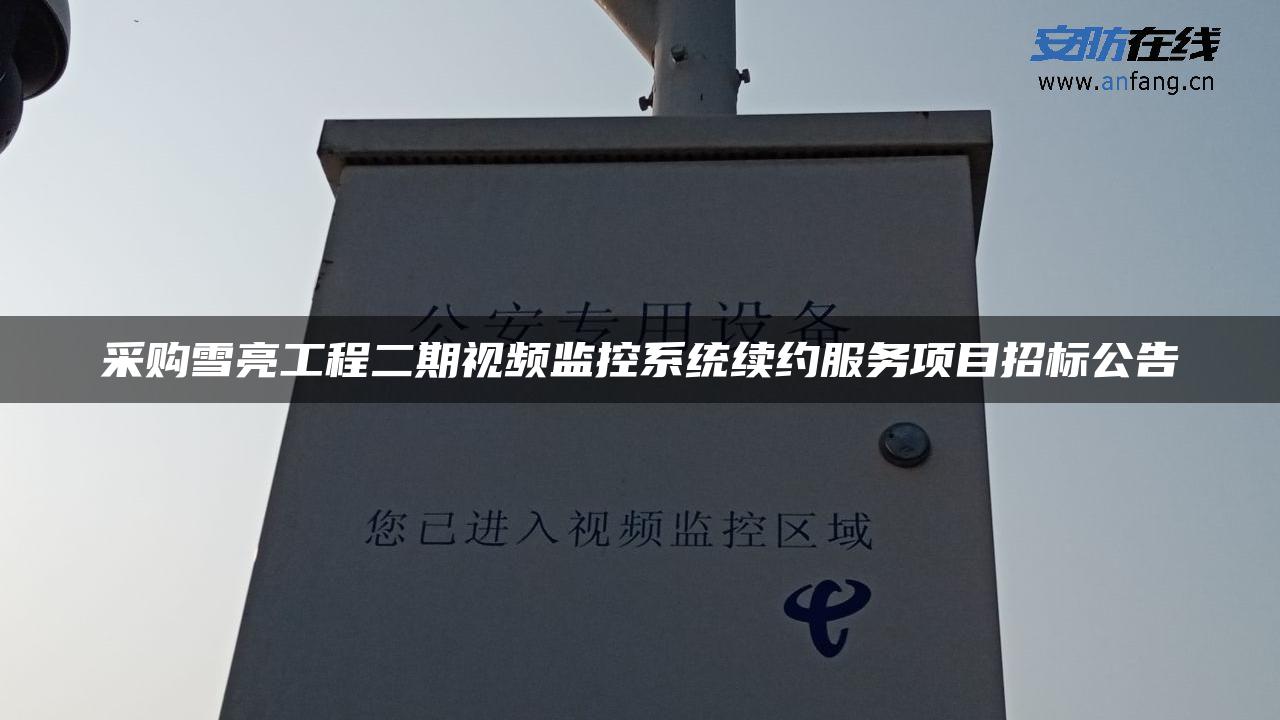 安防在线
www.anfang.cn
公安专用设备
采购雪亮工程二期视频监控系统续约服务项目招标公告
您已进入视频监控区域